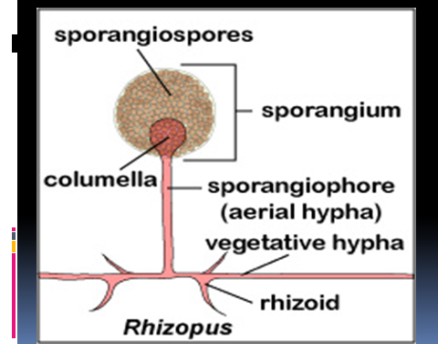 sporangiospores
sporangium
columella
sporangiophore
(aerial hypha)
vegetative hypha
rhizoid
Rhizopus